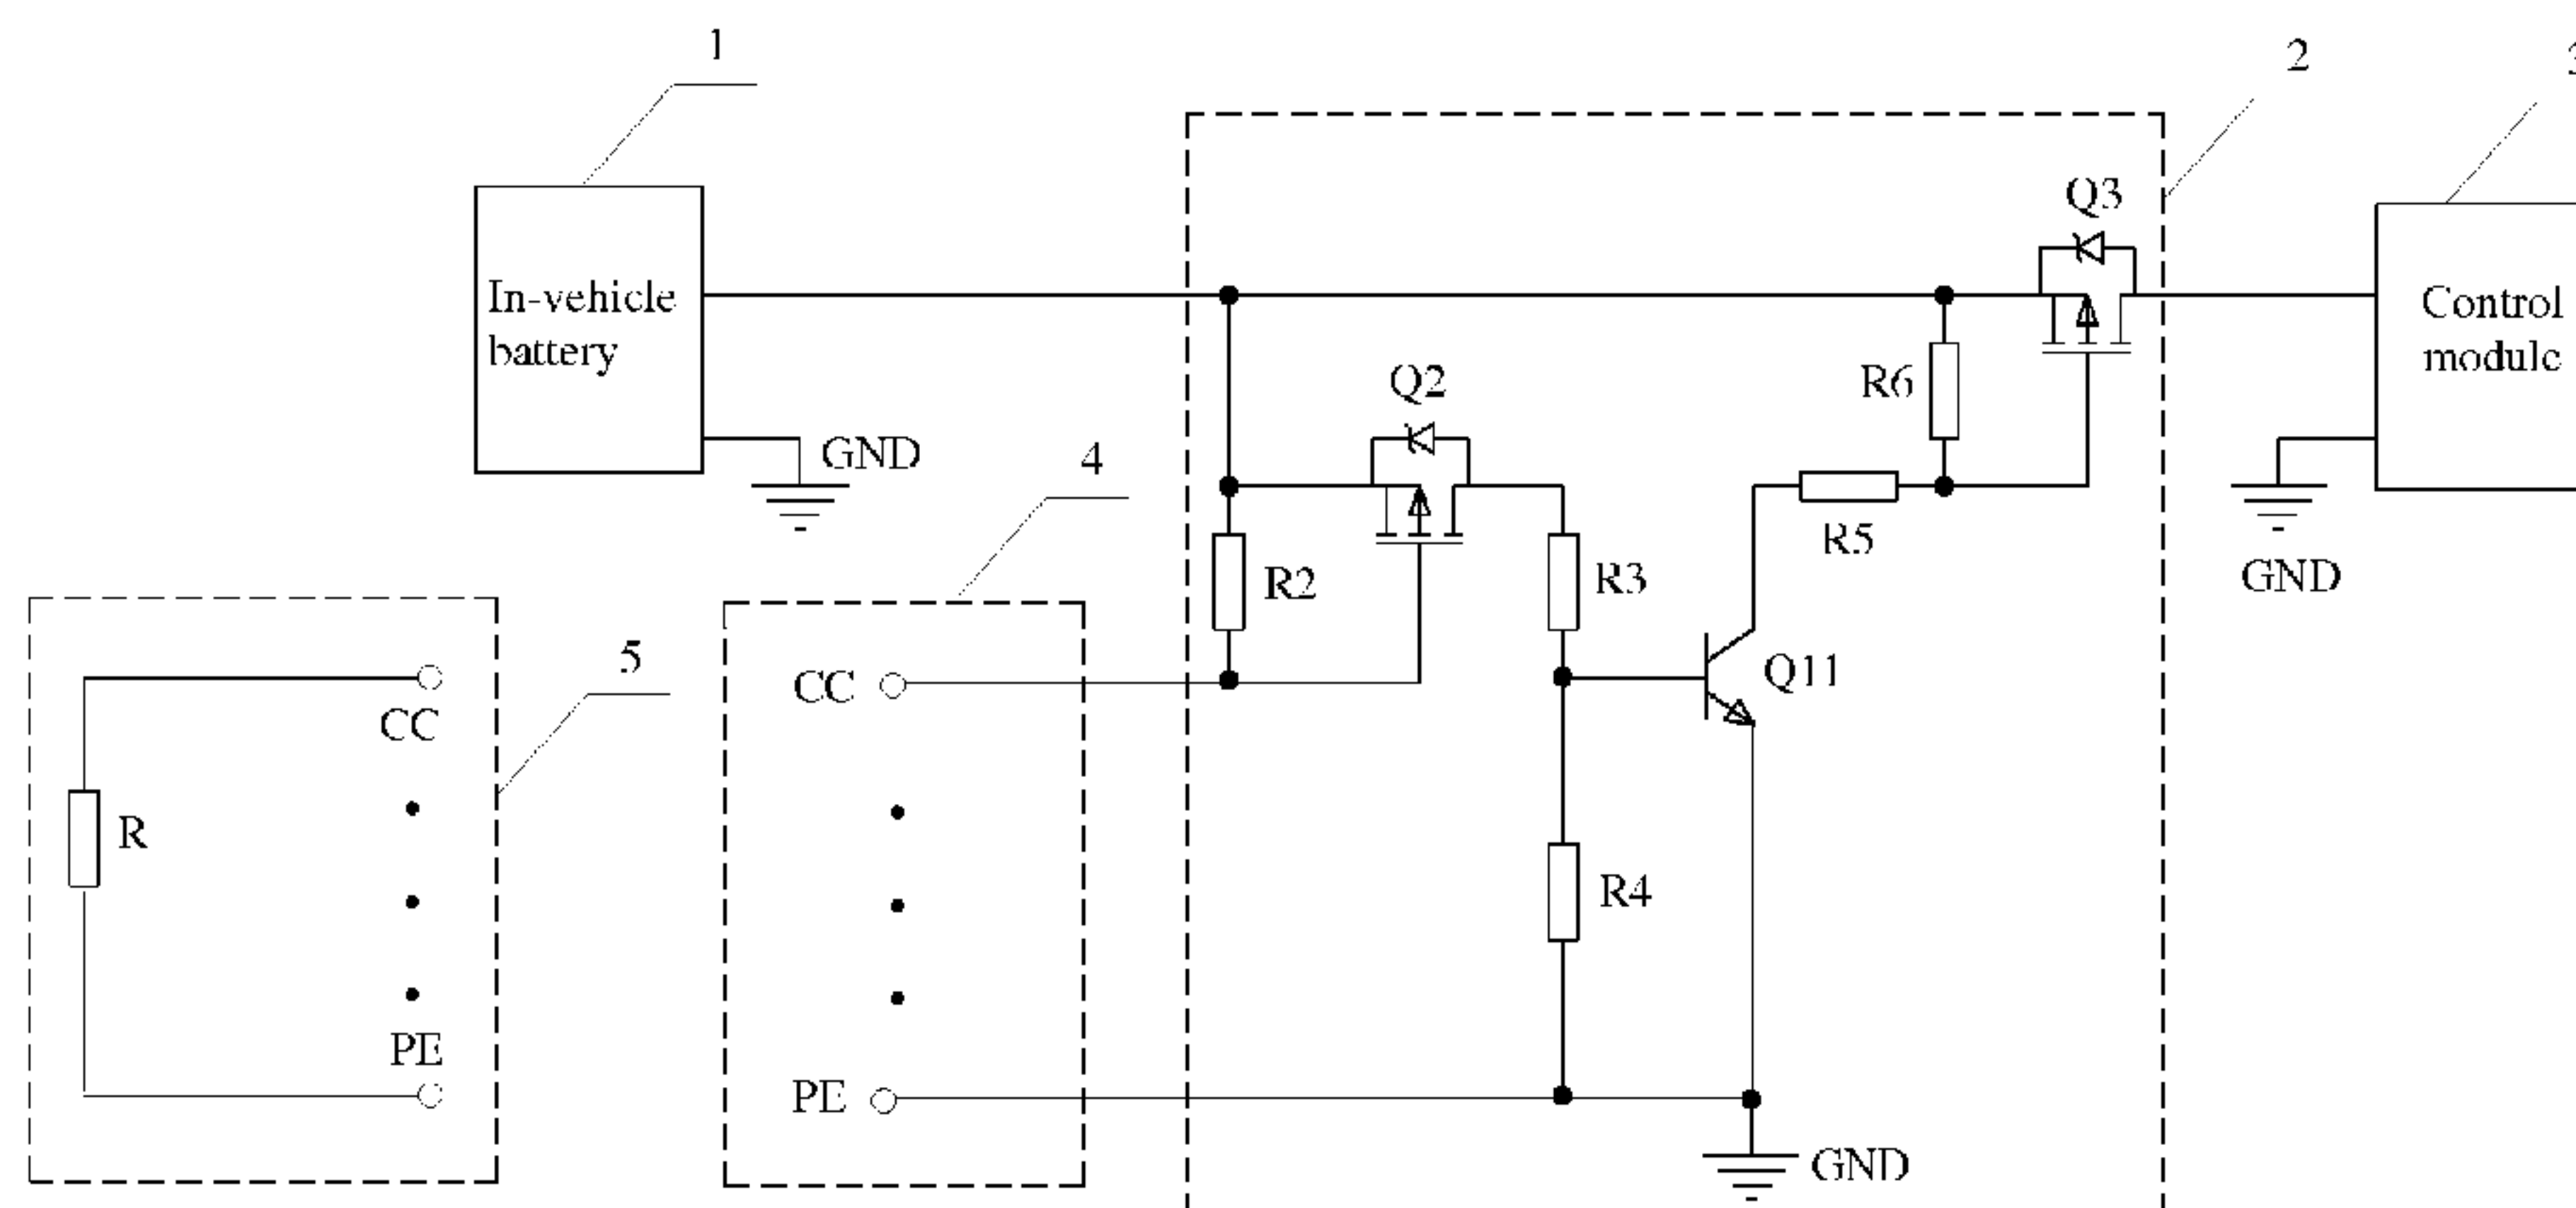 1
2
Q3
In-vehicle
battery
Control
module
Q2
R6
GND
4
R5
R2
R3
GND
5
CC
Q11
CC
R
R4
PE
PE
GND